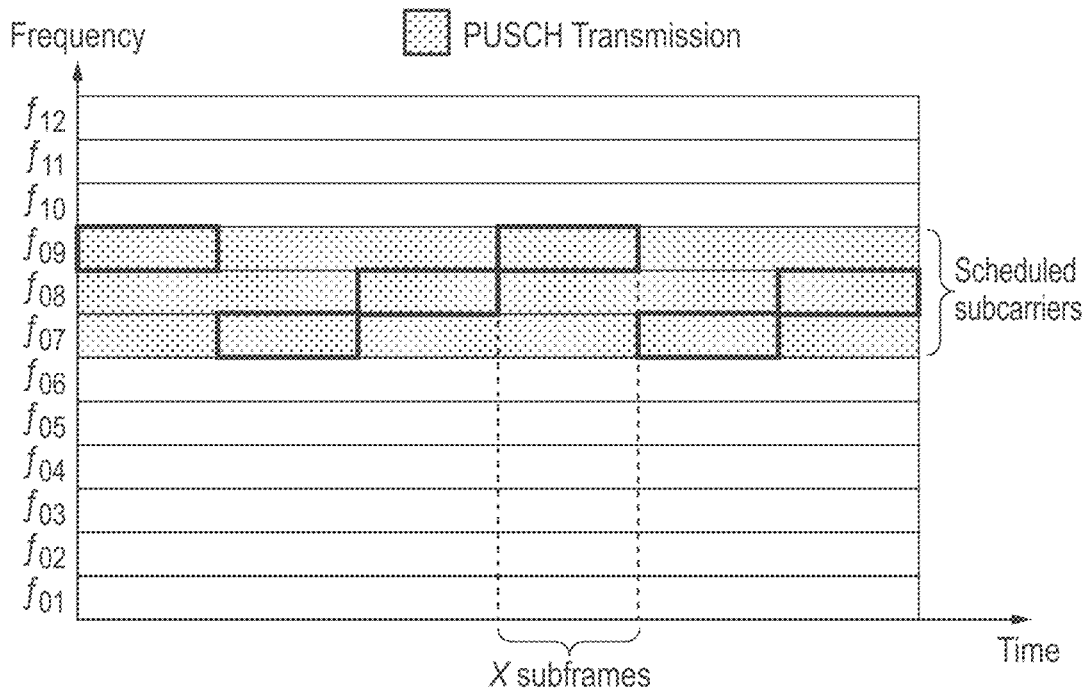 Frequency
PUSCH Transmission
f12
f11
f10
f09
f08
f07
f06
f05
f04
f03
f02
f01
Scheduled
subcarriers
Time
X subframes